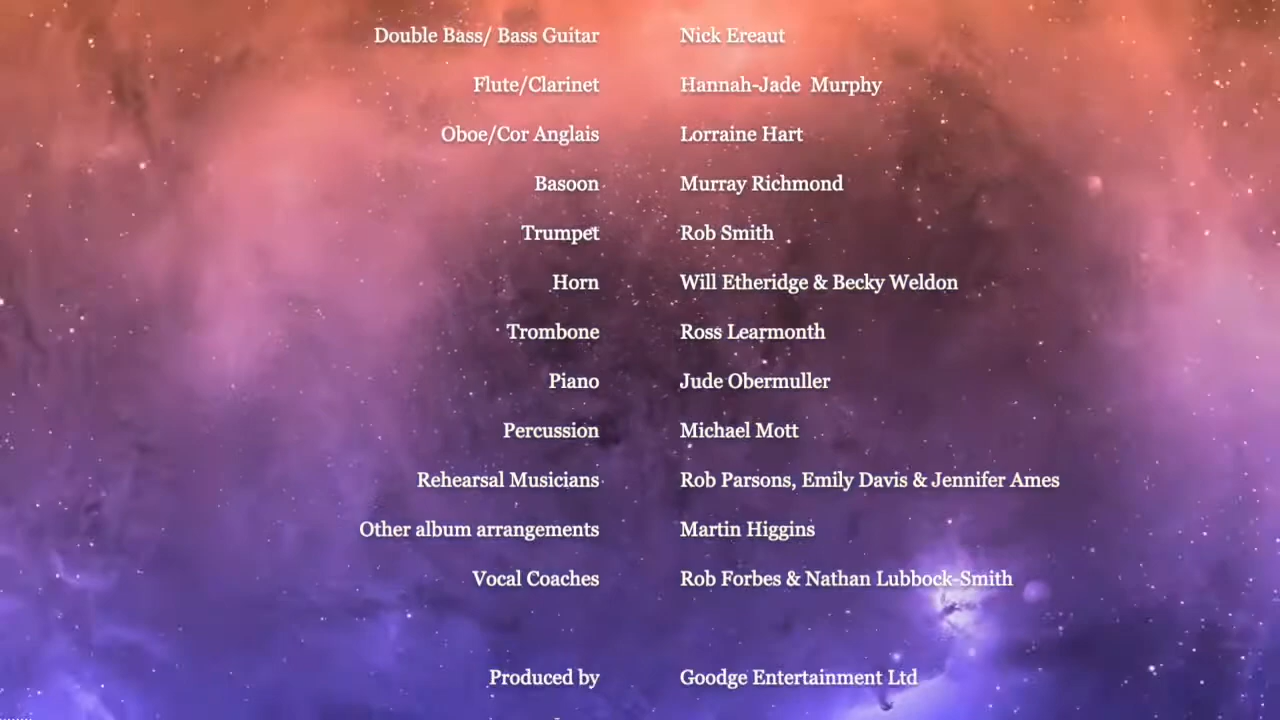 Double Bass/ Bass Guitar Nick Ereaut
Flute/Clarinet Hannah-Jade  Murphy
Oboe/Cor Anglais Lorraine Hart
Basoon Murray Richmond
Trumpet Rob Smith
Horn Will Etheridge & Becky Weldon
Trombone Ross Learmonth
Piano Jude Obermuller
Percussion Michael Mott
Rehearsal Musicians Rob Parsons, Emily Davis & Jennifer Ames
Other album arrangements Martin Higgins
Vocal Coaches Rob Forbes & Nathan Lubbock-Smith
Produced by Goodge Entertainment Ltd